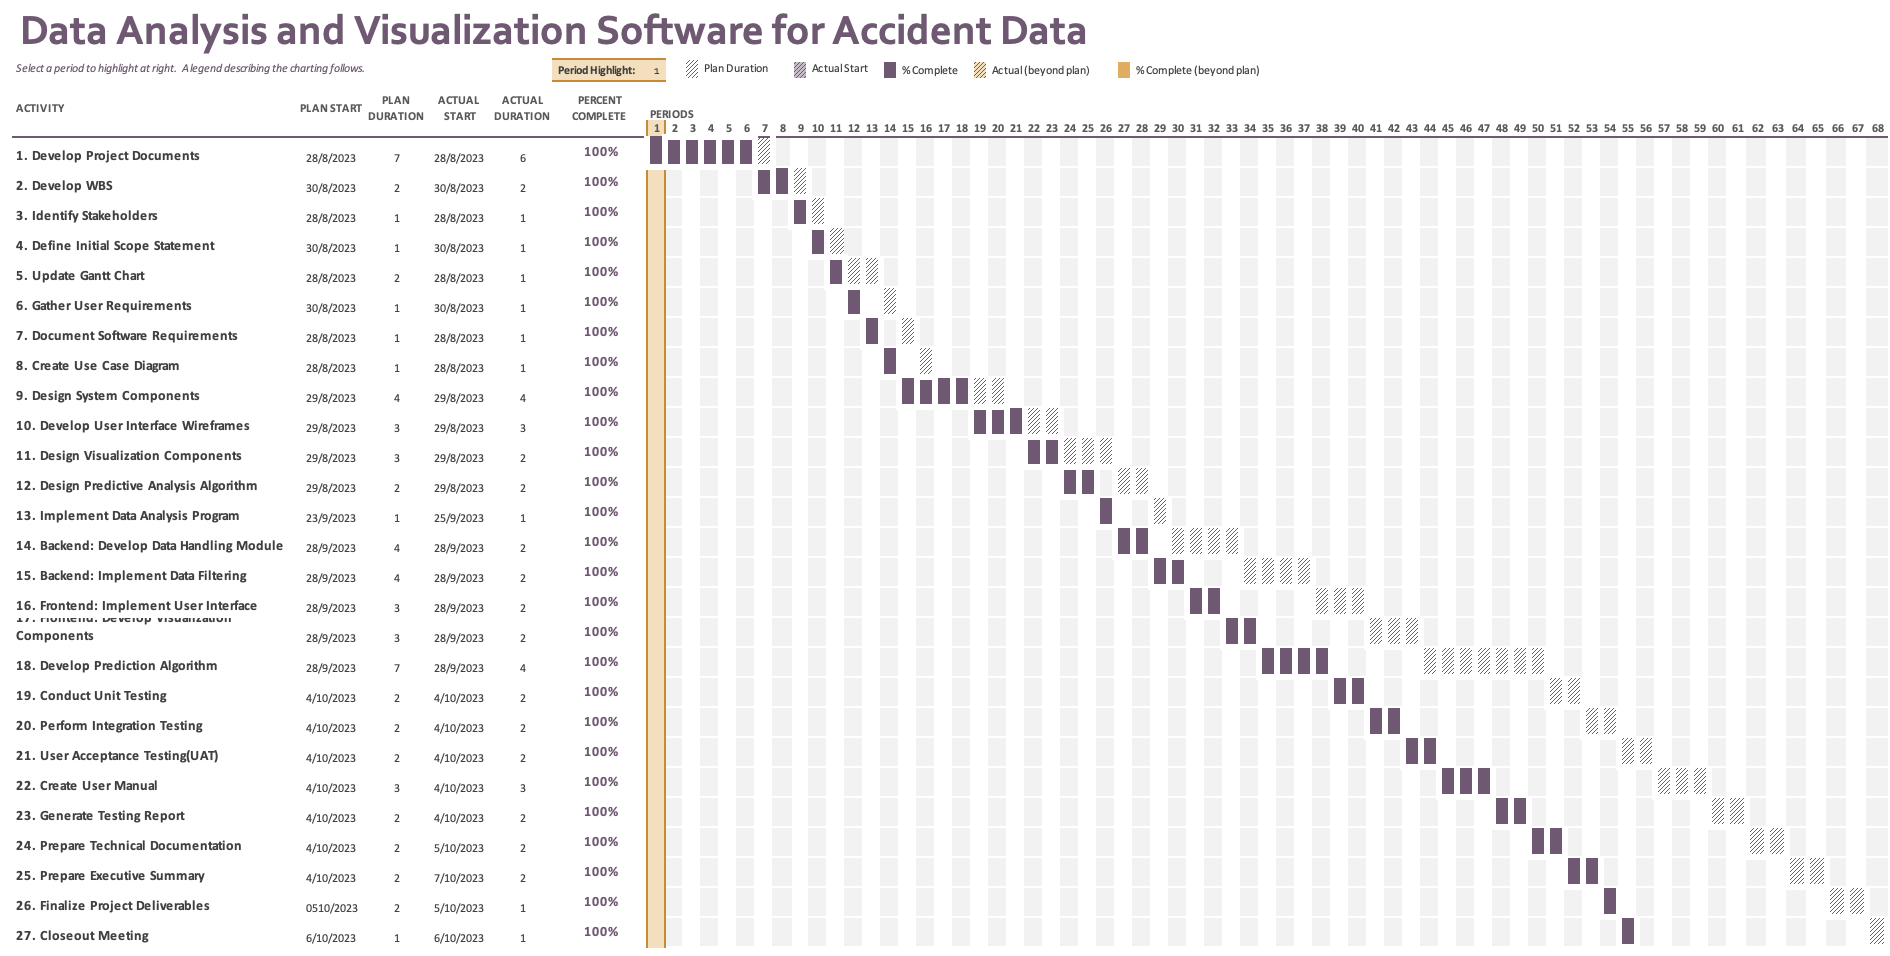 Data Analysis and Visualization Software for Accident Data
Select a period to highlight at right. A legend describing the charting follows.
Period Highlight: 1 Plan Duration Actual Start % Complete Actual (beyond plan) % Complete (beyond plan)
ACTIVITY PLAN START PLAN DURATION ACTUAL START ACTUAL DURATION PERCENT COMPLETE PERIODS
1 2 3 4 5 6 7 8 9 10 11 12 13 14 15 16 17 18 19 20 21 22 23 24 25 26 27 28 29 30 31 32 33 34 35 36 37 38 39 40 41 42 43 44 45 46 47 48 49 50 51 52 53 54 55 56 57 58 59 60 61 62 63 64 65 66 67 68
1. Develop Project Documents 28/8/2023 7 28/8/2023 6 100%
2. Develop WBS 30/8/2023 2 30/8/2023 2 100%
3. Identify Stakeholders 28/8/2023 1 28/8/2023 1 100%
4. Define Initial Scope Statement 30/8/2023 1 30/8/2023 1 100%
5. Update Gantt Chart 28/8/2023 2 28/8/2023 1 100%
6. Gather User Requirements 30/8/2023 1 30/8/2023 1 100%
7. Document Software Requirements 28/8/2023 1 28/8/2023 1 100%
8. Create Use Case Diagram 28/8/2023 1 28/8/2023 1 100%
9. Design System Components 29/8/2023 4 29/8/2023 4 100%
10. Develop User Interface Wireframes 29/8/2023 3 29/8/2023 3 100%
11. Design Visualization Components 29/8/2023 3 29/8/2023 2 100%
12. Design Predictive Analysis Algorithm 29/8/2023 2 29/8/2023 2 100%
13. Implement Data Analysis Program 23/9/2023 1 25/9/2023 1 100%
14. Backend: Develop Data Handling Module 28/9/2023 4 28/9/2023 2 100%
15. Backend: Implement Data Filtering 28/9/2023 4 28/9/2023 2 100%
16. Frontend: Implement User Interface 28/9/2023 3 28/9/2023 2 100%
17. Frontend: Develop Visualization
Components 28/9/2023 3 28/9/2023 2 100%
18. Develop Prediction Algorithm 28/9/2023 7 28/9/2023 4 100%
19. Conduct Unit Testing 4/10/2023 2 4/10/2023 2 100%
20. Perform Integration Testing 4/10/2023 2 4/10/2023 2 100%
21. User Acceptance Testing(UAT) 4/10/2023 2 4/10/2023 2 100%
22. Create User Manual 4/10/2023 3 4/10/2023 3 100%
23. Generate Testing Report 4/10/2023 2 4/10/2023 2 100%
24. Prepare Technical Documentation 4/10/2023 2 5/10/2023 2 100%
25. Prepare Executive Summary 4/10/2023 2 7/10/2023 2 100%
26. Finalize Project Deliverables 0510/2023 2 5/10/2023 1 100%
27. Closeout Meeting 6/10/2023 1 6/10/2023 1 100%